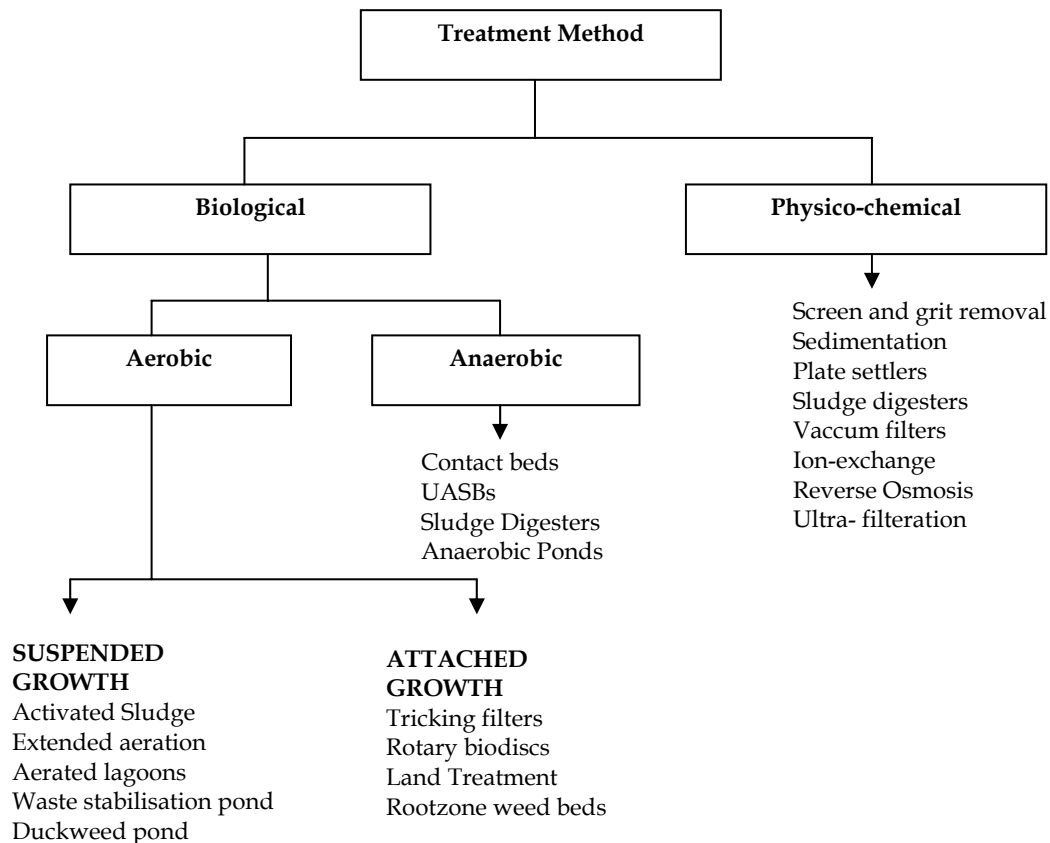 Treatment Method
Biological
Physico-chemical
Aerobic
Anaerobic
Screen and grit removal
Sedimentation
Plate settlers
Sludge digesters
Vaccum filters
Ion-exchange
Reverse Osmosis
Ultra- filteration
Contact beds
UASBs
Sludge Digesters
Anaerobic Ponds
SUSPENDED
GROWTH
Activated Sludge
Extended aeration
Aerated lagoons
Waste stabilisation pond
Duckweed pond
ATTACHED
GROWTH
Tricking filters
Rotary biodiscs
Land Treatment
Rootzone weed beds